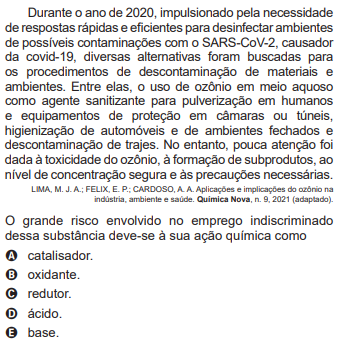 Durante o ano de 2020, impulsionado pela necessidade
de respostas rápidas e eficientes para desinfectar ambientes
de possíveis contaminações com o SARS-CoV-2, causador
da covid-19, diversas alternativas foram buscadas para
os procedimentos de descontaminação de materiais e
ambientes. Entre elas, o uso de ozônio em meio aquoso
como agente sanitizante para pulverização em humanos
e equipamentos de proteção em câmaras ou túneis,
higienização de automóveis e de ambientes fechados e
descontaminação de trajes. No entanto, pouca atenção foi
dada à toxicidade do ozônio, à formação de subprodutos, ao
nível de concentração segura e às precauções necessárias.
LIMA, M. J. A.; FELIX, E. P.; CARDOSO, A. A. Aplicações e implicações do ozônio na
indústria, ambiente e saúde. Química Nova, n. 9, 2021 (adaptado).
O grande risco envolvido no emprego indiscriminado
dessa substância deve-se à sua ação química como
A catalisador.
B oxidante.
C redutor.
D ácido.
E base.